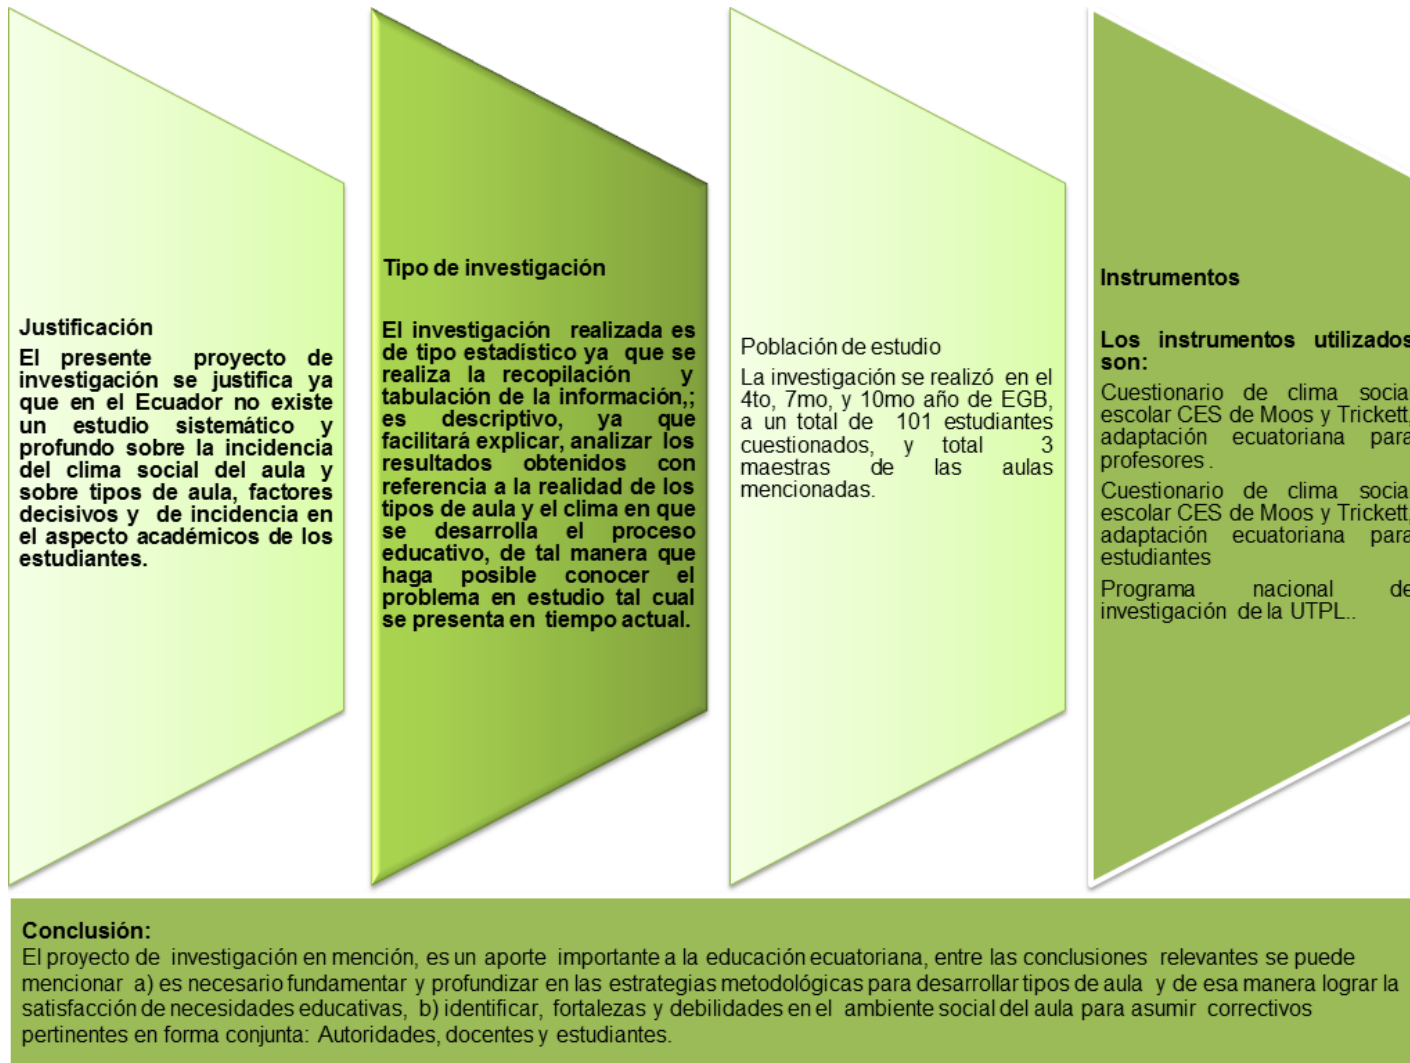 Justificación
El presente proyecto de
investigación se justifica ya
que en el Ecuador no existe
un estudio sistemático y
profundo sobre la incidencia
del clima social del aula y
sobre tipos de aula, factores
decisivos y de incidencia en
el aspecto académicos de los
estudiantes.
Tipo de investigación
El investigación realizada es
de tipo estadístico ya que se
realiza la recopilación y
tabulación de la información,;
es descriptivo, ya que
facilitará explicar, analizar los
resultados obtenidos con
referencia a la realidad de los
tipos de aula y el clima en que
se desarrolla el proceso
educativo, de tal manera que
haga posible conocer el
problema en estudio tal cual
se presenta en tiempo actual.
Población de estudio
La investigación se realizó en el
4to, 7mo, y 10mo año de EGB,
a un total de 101 estudiantes
cuestionados, y total 3
maestras de las aulas
mencionadas.
Instrumentos
Los instrumentos utilizados
son:
Cuestionario de clima social
escolar CES de Moos y Trickett,
adaptación ecuatoriana para
profesores.
Cuestionario de clima social
escolar CES de Moos y Trickett,
adaptación ecuatoriana para
estudiantes
Programa nacional de
investigación de la UTPL..
Conclusión:
El proyecto de investigación en mención, es un aporte importante a la educación ecuatoriana, entre las conclusiones relevantes se puede
mencionar a) es necesario fundamentar y profundizar en las estrategias metodológicas para desarrollar tipos de aula y de esa manera lograr la
satisfacción de necesidades educativas, b) identificar, fortalezas y debilidades en el ambiente social del aula para asumir correctivos
pertinentes en forma conjunta: Autoridades, docentes y estudiantes.